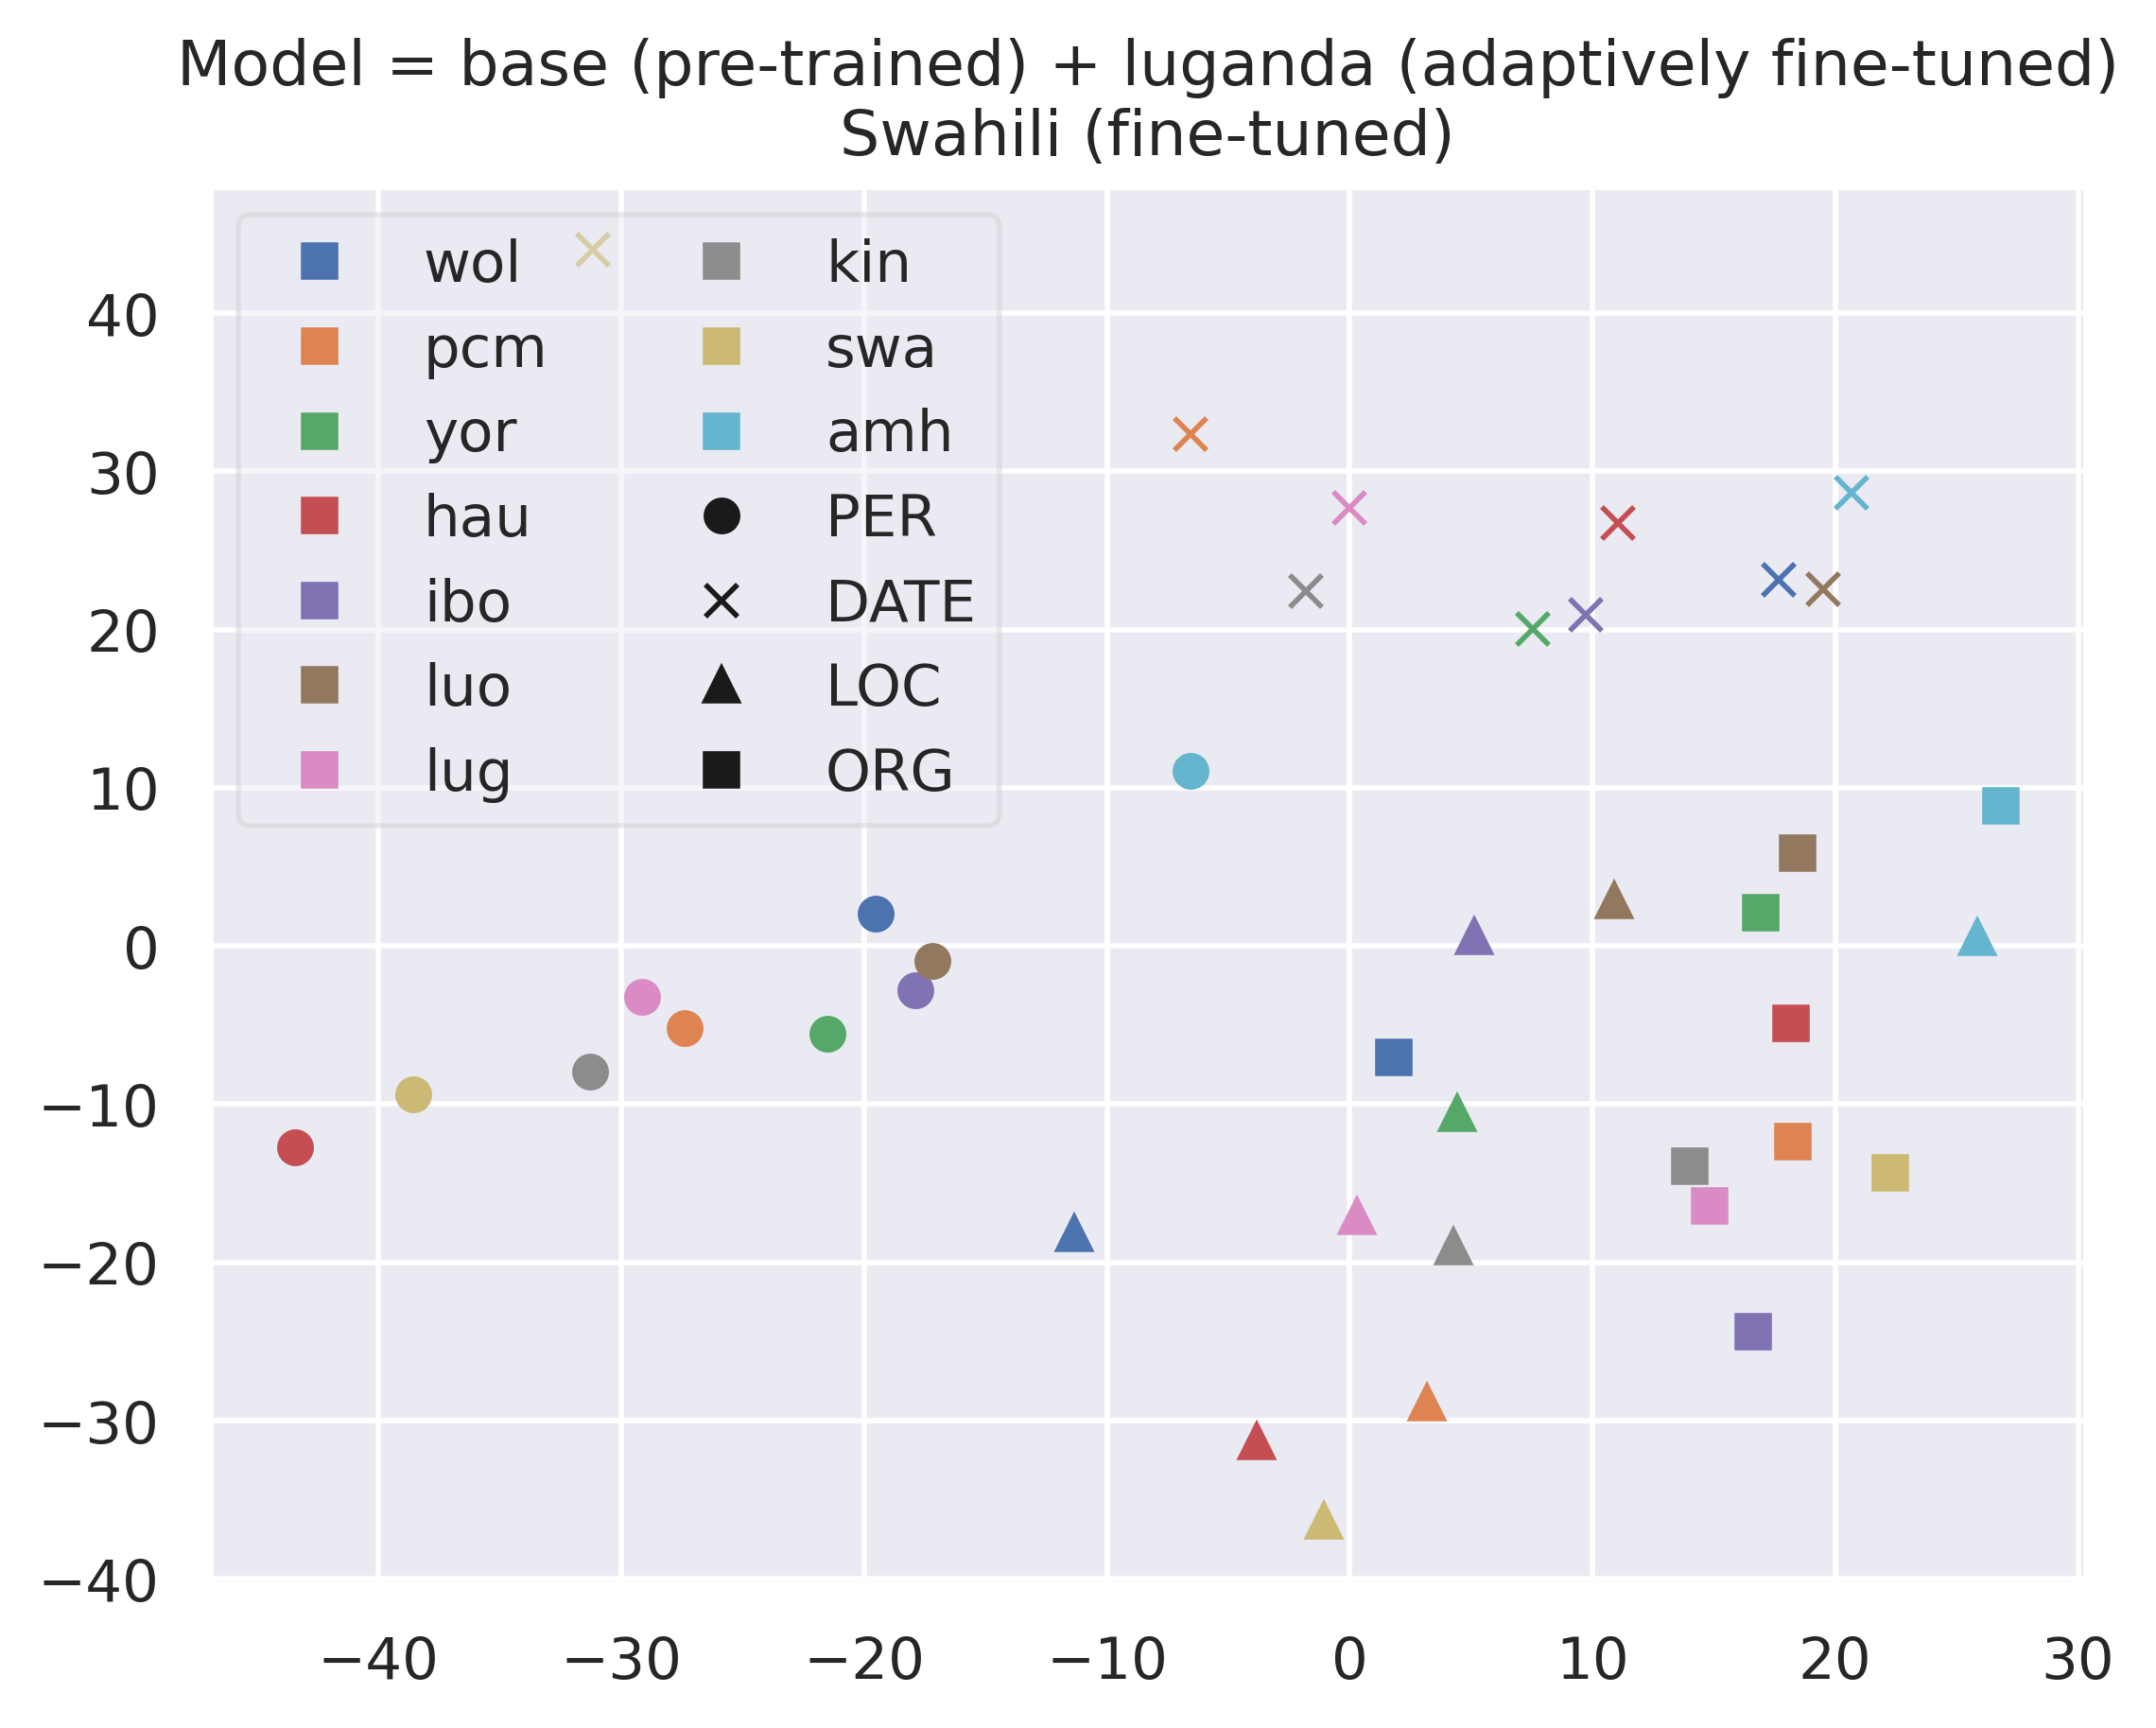 Model = base (pre-trained) + luganda (adaptively fine-tuned)
Swahili (fine-tuned)
wol
pcm
yor
hau
ibo
luo
lug
kin
swa
amh
PER
DATE
LOC
ORG
40
30
20
10
0
−10
−20
−30
−40
−40 −30 −20 −10 0 10 20 30